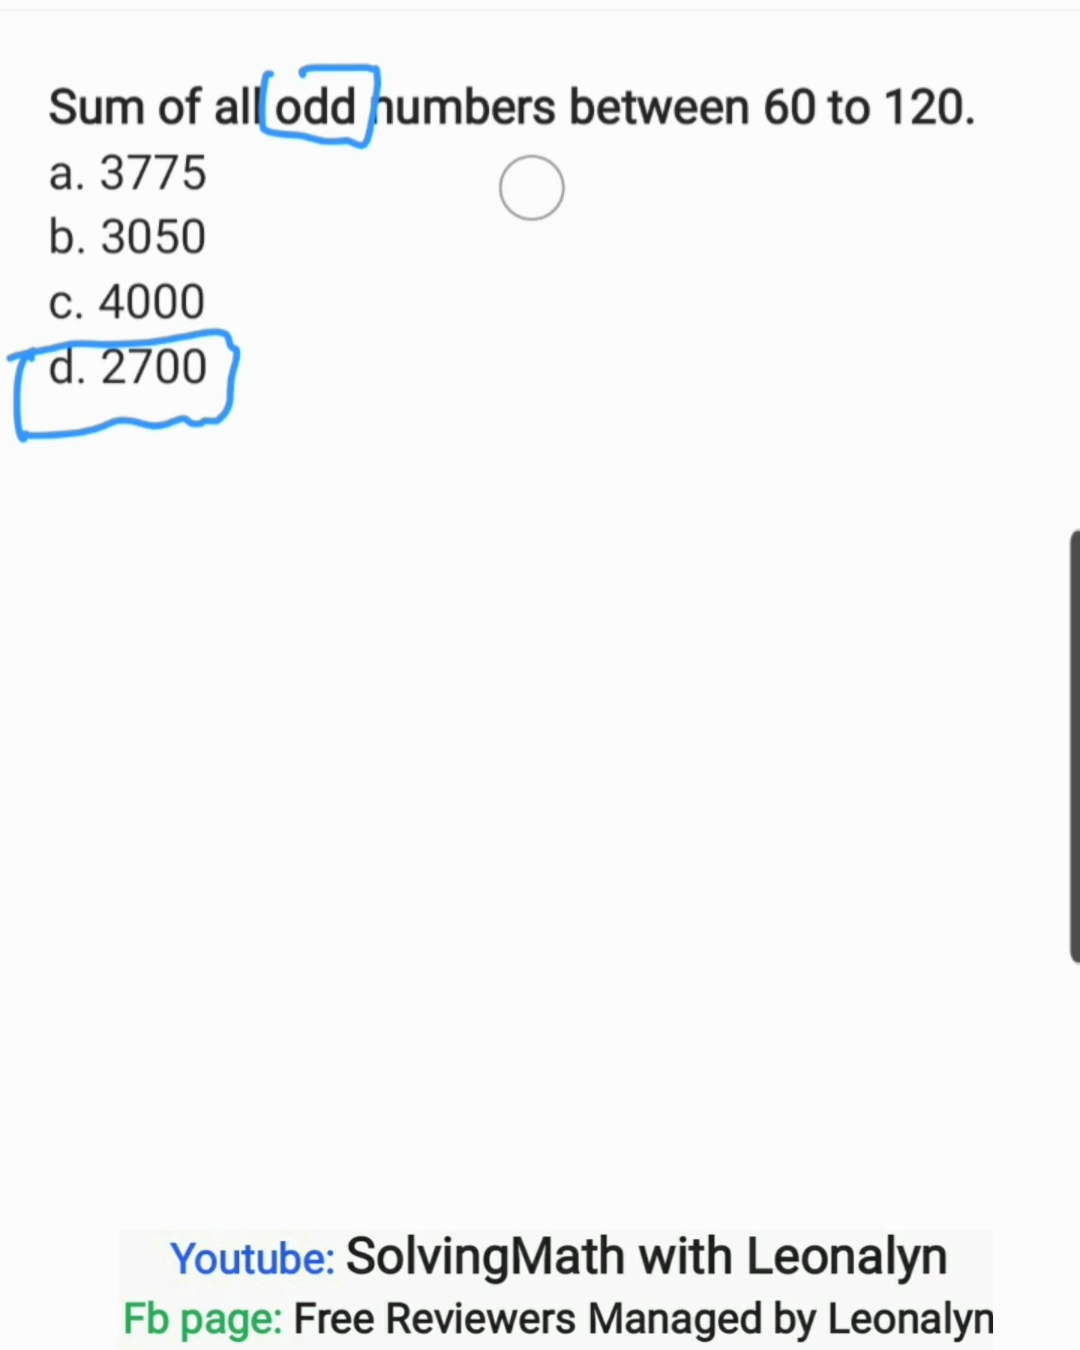 Sum of all odd numbers between 60 to 120.
a. 3775
b. 3050
c. 4000
d. 2700
Youtube: SolvingMath with Leonalyn
Fb page: Free Reviewers Managed by Leonalyn